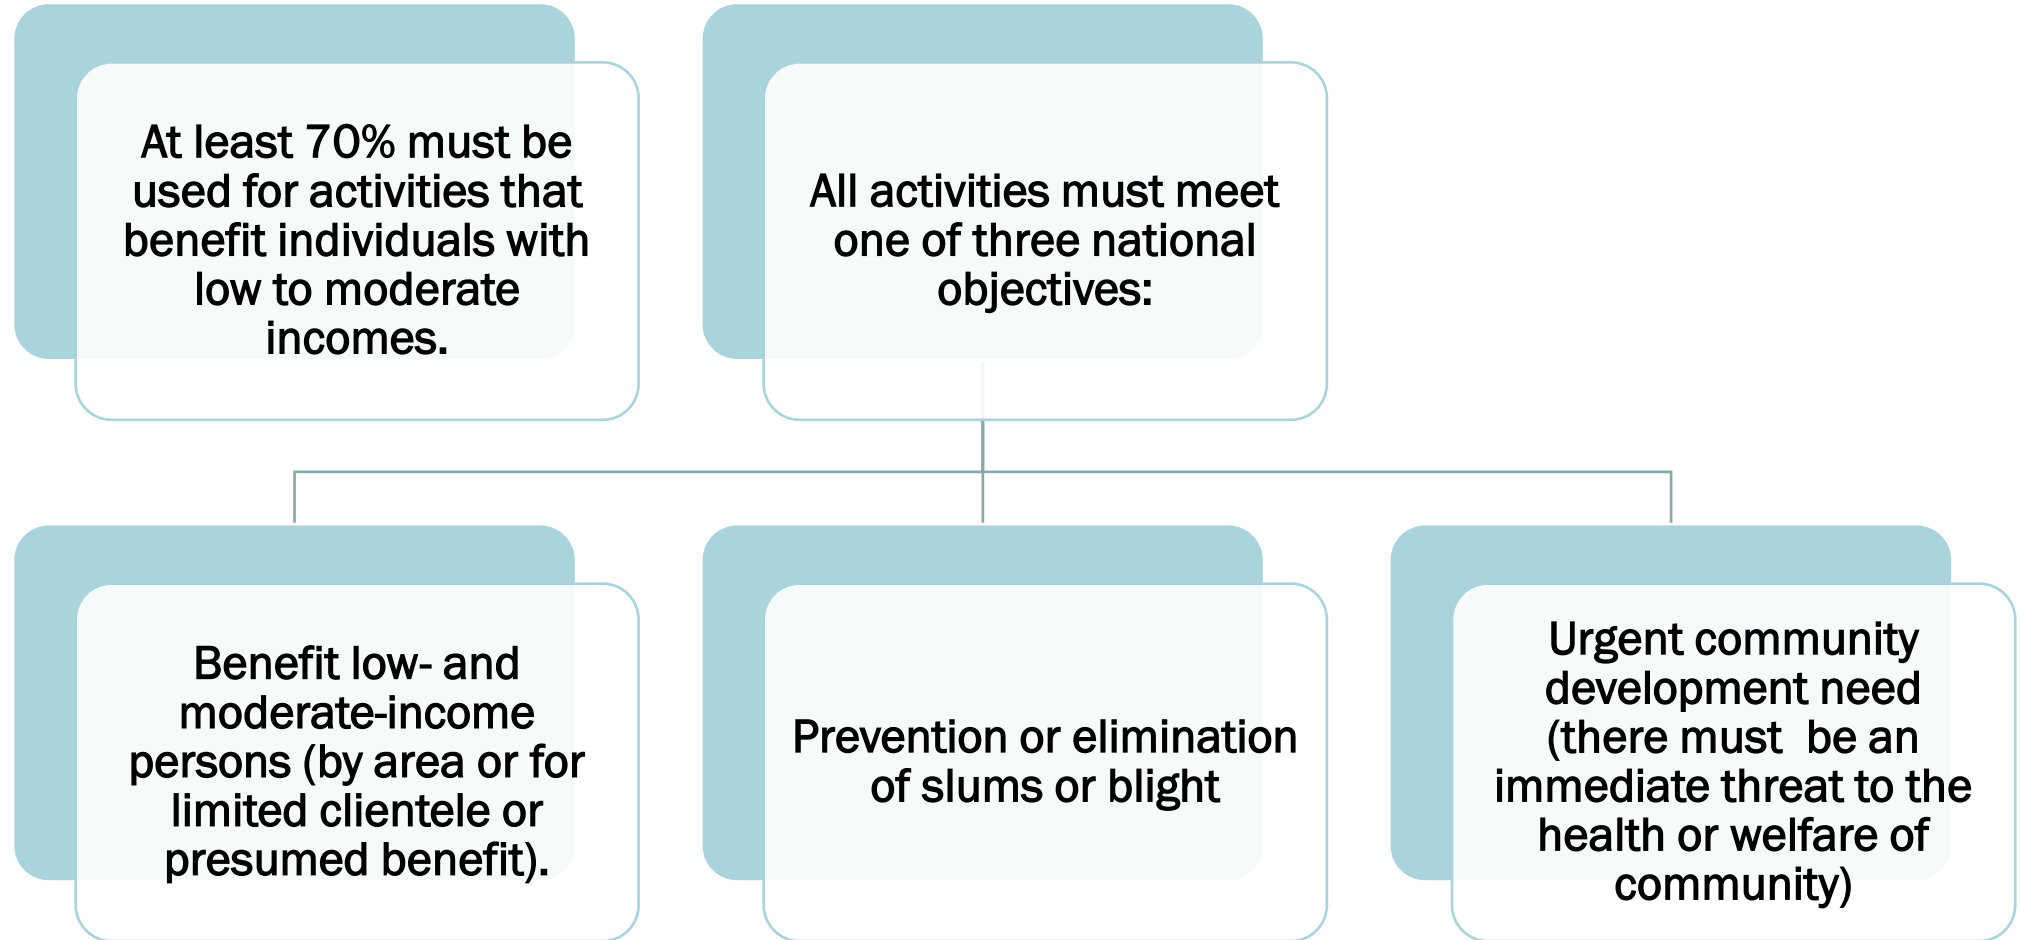 At least 70% must be
used for activities that
benefit individuals with
low to moderate
incomes.
All activities must meet
one of three national
objectives:
Benefit low- and
moderate-income
persons (by area or for
limited clientele or
presumed benefit).
Prevention or elimination
of slums or blight
Urgent community
development need
(there must  be an
immediate threat to the
health or welfare of
community)